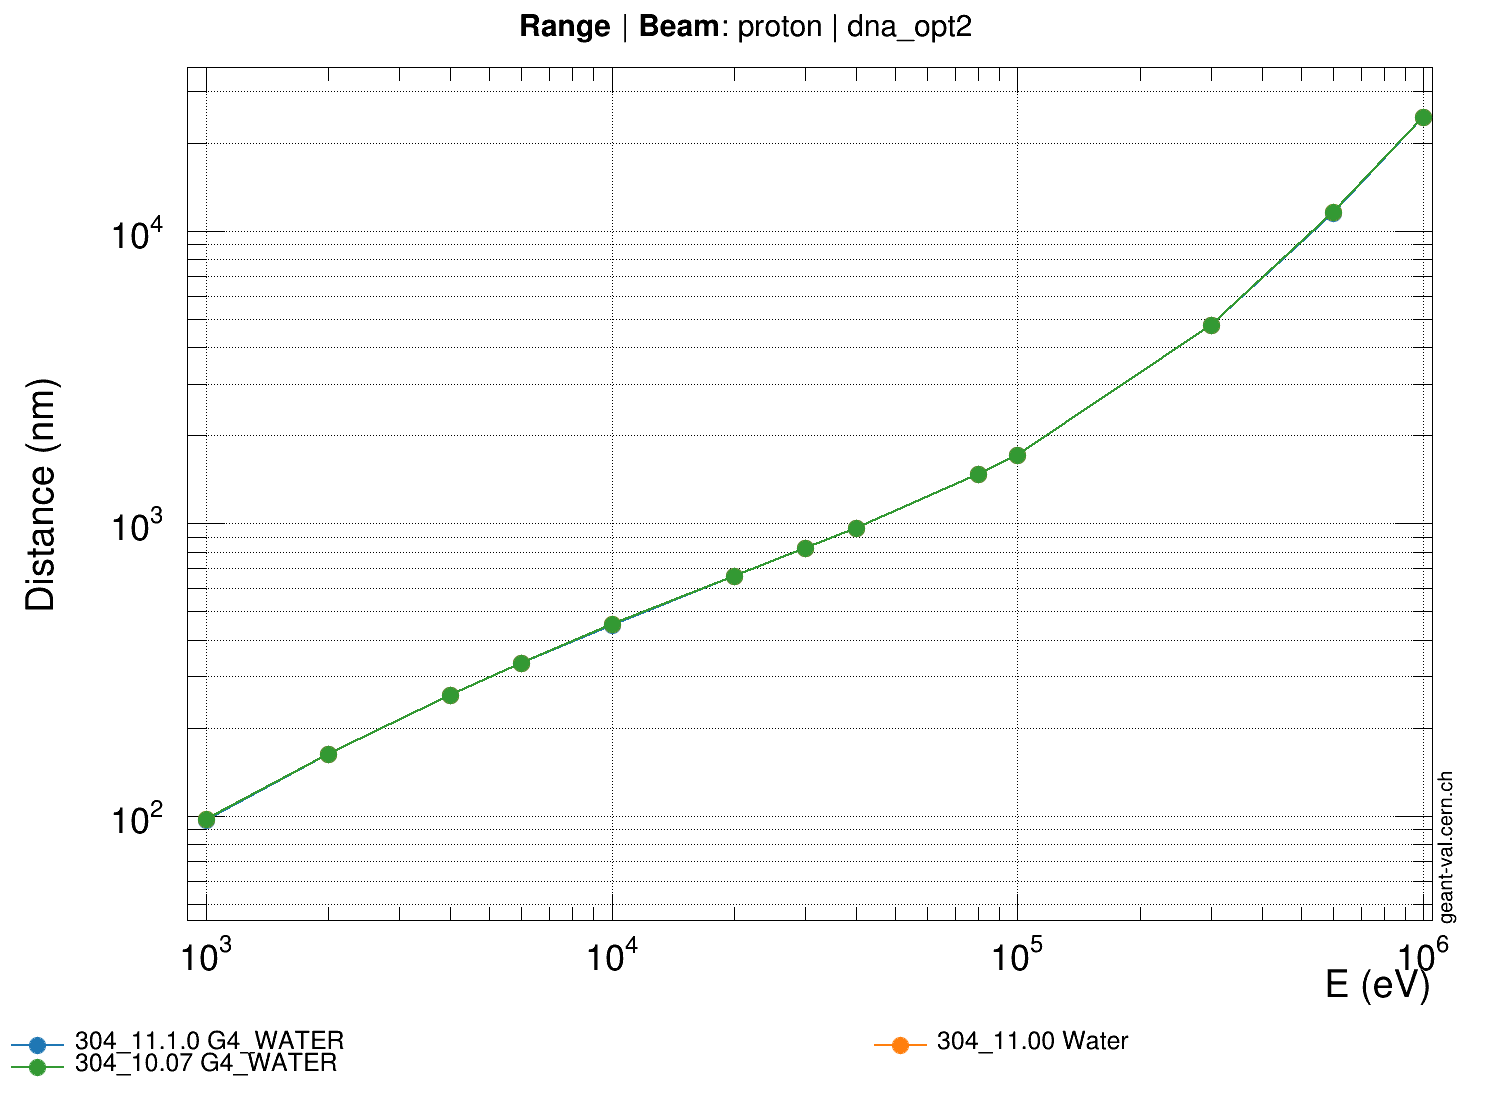 Range | Beam: proton | dna_opt2
Distance (nm)
10^4
10^3
10^2
10^3
10^4
10^5
10^6
E (eV)
geant-val.cern.ch
304_11.1.0 G4_WATER
304_11.00 Water
304_10.07 G4_WATER